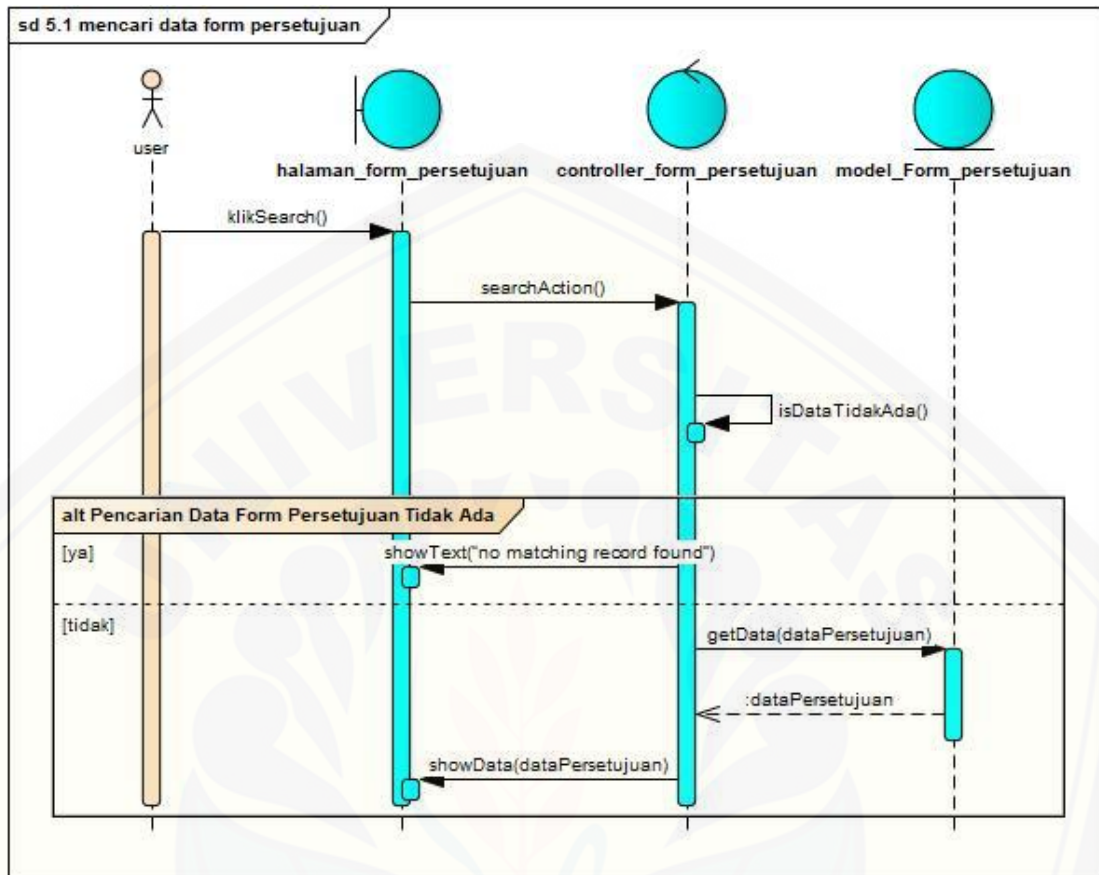 sd 5.1 mencari data form persetujuan
user
halaman_form_persetujuan
controller_form_persetujuan
model_Form_persetujuan
klikSearch()
searchAction()
isDataTidakAda()
alt Pencarian Data Form Persetujuan Tidak Ada
[ya]
showText("no matching record found")
[tidak]
getData(dataPersetujuan)
:dataPersetujuan
showData(dataPersetujuan)
UNIVERSITAS